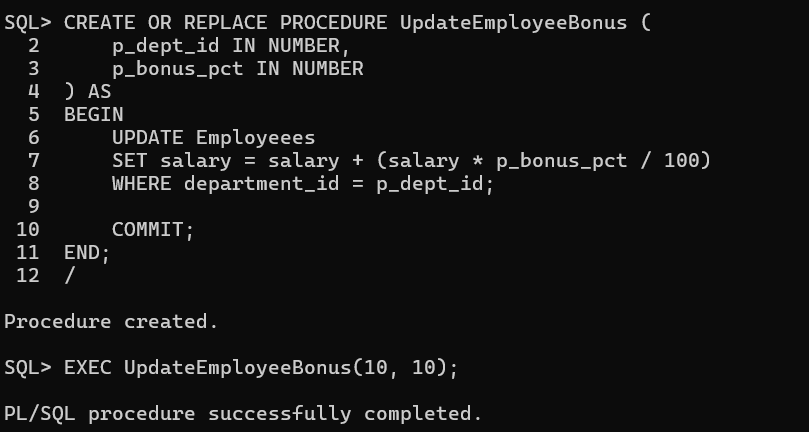 SQL> CREATE OR REPLACE PROCEDURE UpdateEmployeeBonus (
  2      p_dept_id IN NUMBER,
  3      p_bonus_pct IN NUMBER
  4  ) AS
  5  BEGIN
  6      UPDATE Employeees
  7      SET salary = salary + (salary * p_bonus_pct / 100)
  8      WHERE department_id = p_dept_id;
  9
 10      COMMIT;
 11  END;
 12  /
Procedure created.
SQL> EXEC UpdateEmployeeBonus(10, 10);
PL/SQL procedure successfully completed.